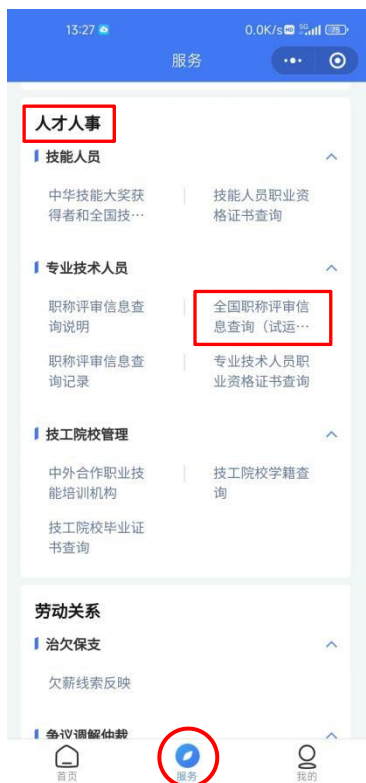 13:27
0.0K/s HD 5G 75
服务
人才人事
技能人员
中华技能大奖获
得者和全国技…
技能人员职业资
格证书查询
专业技术人员
职称评审信息查
询说明
全国职称评审信
息查询（试运…
职称评审信息查
询记录
专业技术人员职
业资格证书查询
技工院校管理
中外合作职业技
能培训机构
技工院校学籍查
询
技工院校毕业证
书查询
劳动关系
治欠保支
欠薪线索反映
争议调解仲裁
首页
服务
我的